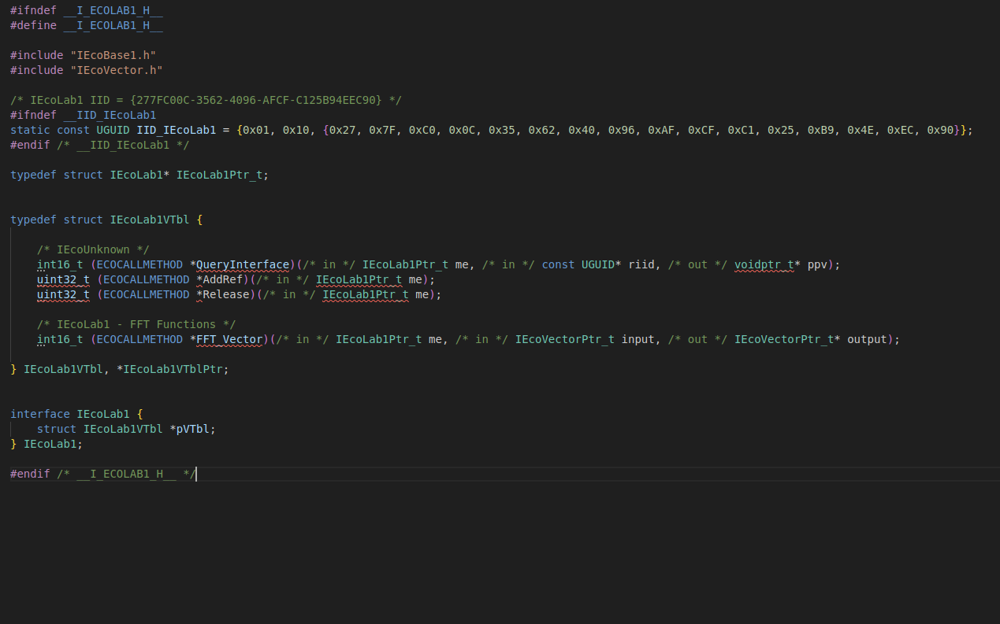 #ifndef __I_ECOLAB1_H__
#define __I_ECOLAB1_H__
#include "IEcoBase1.h"
#include "IEcoVector.h"
/* IEcoLab1 IID = {277FC00C-3562-4096-AFCF-C125B94EEC90} */
#ifndef __IID_IEcoLab1
static const UGUID IID_IEcoLab1 = {0x01, 0x10, {0x27, 0x7F, 0xC0, 0x0C, 0x35, 0x62, 0x40, 0x96, 0xAF, 0xCF, 0xC1, 0x25, 0xB9, 0x4E, 0xEC, 0x90}};
#endif /* __IID_IEcoLab1 */
typedef struct IEcoLab1* IEcoLab1Ptr_t;
typedef struct IEcoLab1VTbl {
    /* IEcoUnknown */
    int16_t (ECOCALLMETHOD *QueryInterface)(/* in */ IEcoLab1Ptr_t me, /* in */ const UGUID* riid, /* out */ voidptr_t* ppv);
    uint32_t (ECOCALLMETHOD *AddRef)(/* in */ IEcoLab1Ptr_t me);
    uint32_t (ECOCALLMETHOD *Release)(/* in */ IEcoLab1Ptr_t me);
    /* IEcoLab1 - FFT Functions */
    int16_t (ECOCALLMETHOD *FFT_Vector)(/* in */ IEcoLab1Ptr_t me, /* in */ IEcoVectorPtr_t input, /* out */ IEcoVectorPtr_t* output);
} IEcoLab1VTbl, *IEcoLab1VTblPtr;
interface IEcoLab1 {
    struct IEcoLab1VTbl *pVTbl;
} IEcoLab1;
#endif /* __I_ECOLAB1_H__ */